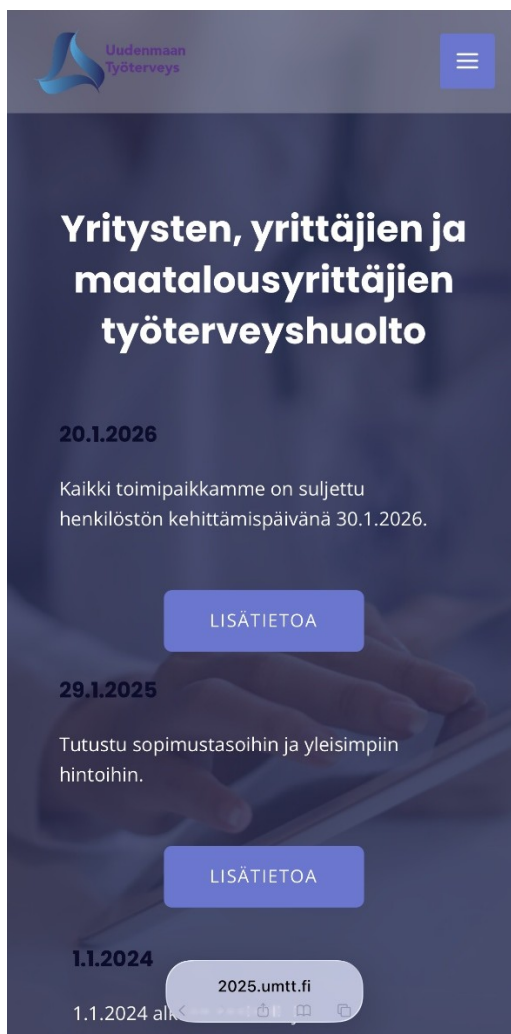 Uudenmaan
Työterveys
Yritysten, yrittäjien ja
maatalousyrittäjien
työterveyshuolto
20.1.2026
Kaikki toimipaikkamme on suljettu
henkilöstön kehittämispäivänä 30.1.2026.
LISÄTIETOA
29.1.2025
Tutustu sopimustasoihin ja yleisimpiin
hintoihin.
LISÄTIETOA
1.1.2024
2025.umtt.fi
1.1.2024